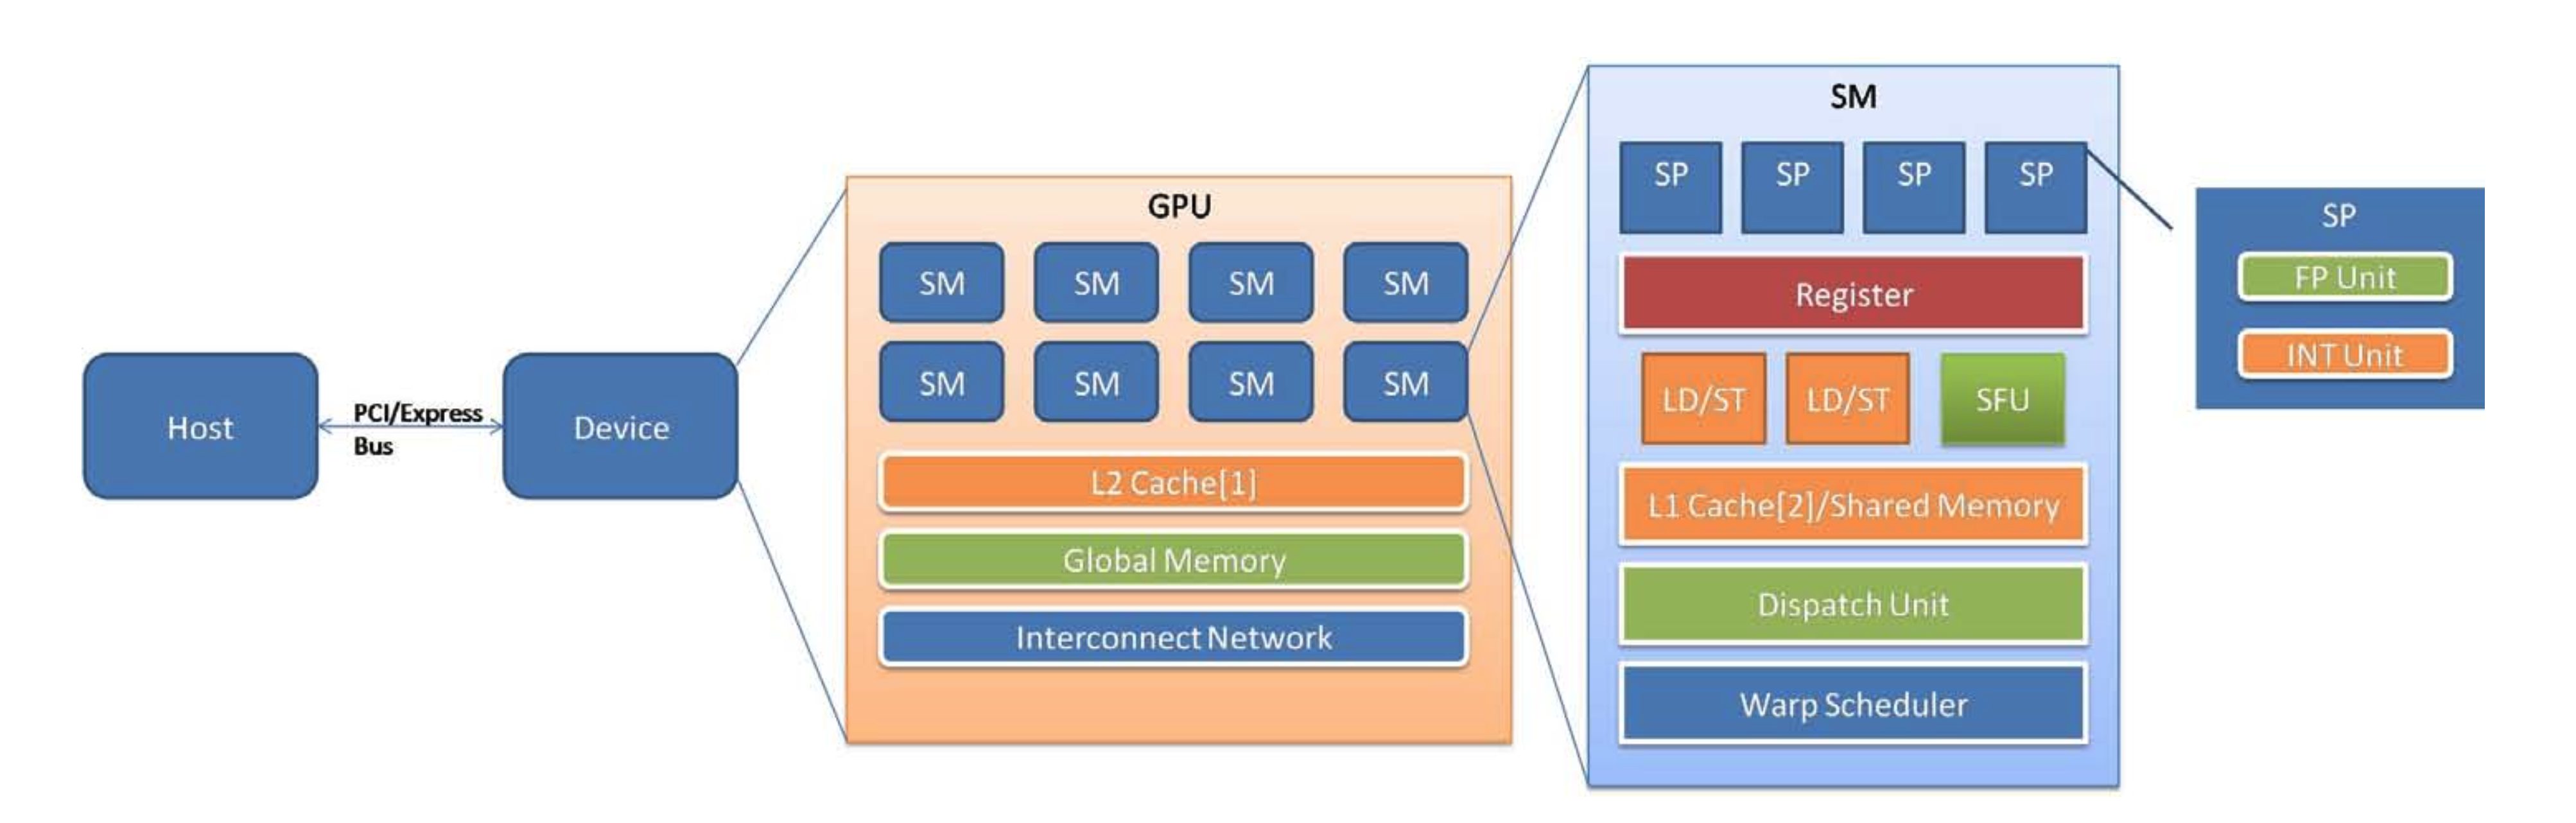 Host
PCI/Express
Bus
Device
GPU
SM SM SM SM
SM SM SM SM
L2 Cache[1]
Global Memory
Interconnect Network
SM
SP SP SP SP
Register
LD/ST LD/ST SFU
L1 Cache[2]/Shared Memory
Dispatch Unit
Warp Scheduler
SP
FP Unit
INT Unit